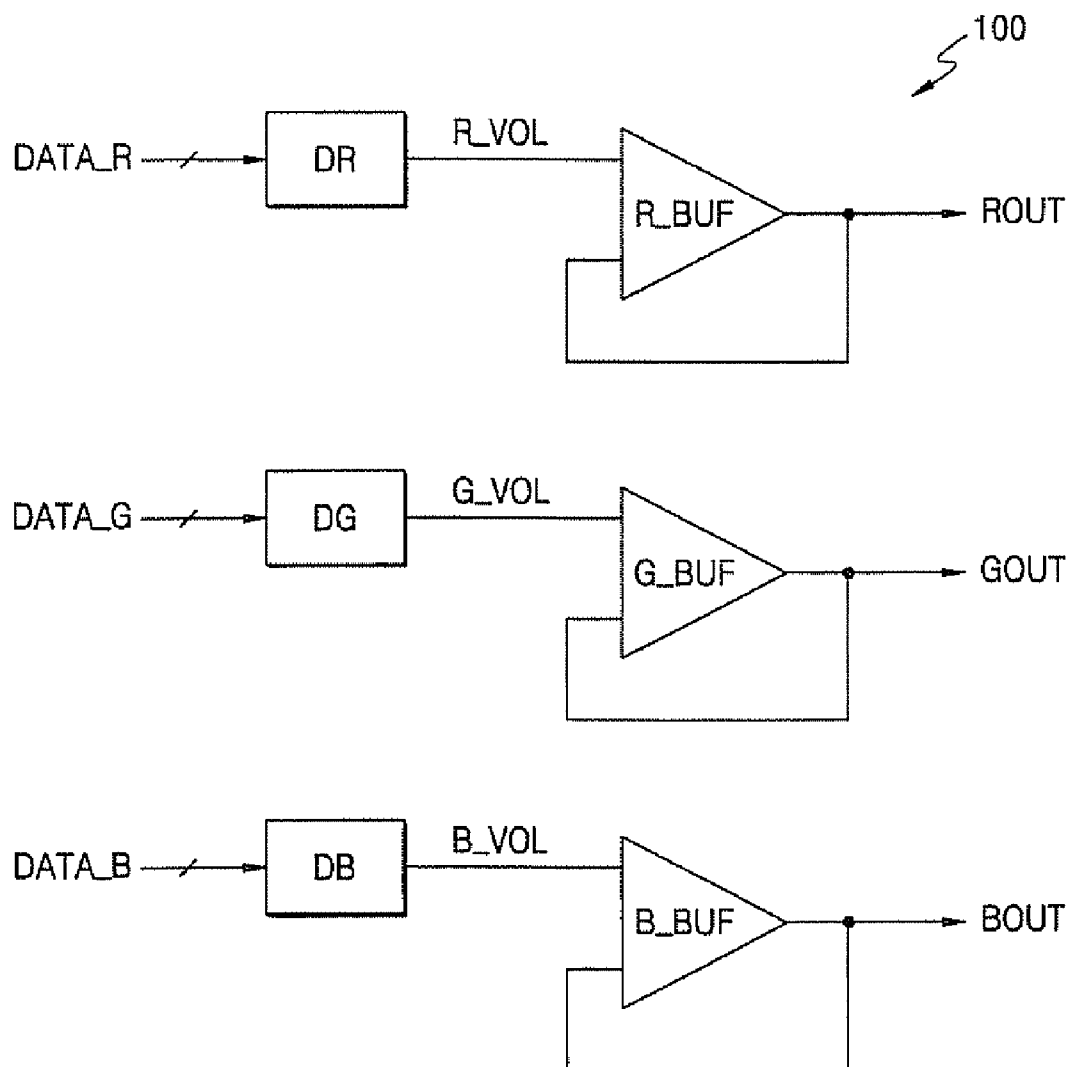 100
DATA_R DR R_VOL R_BUF ROUT
DATA_G DG G_VOL G_BUF GOUT
DATA_B DB B_VOL B_BUF BOUT